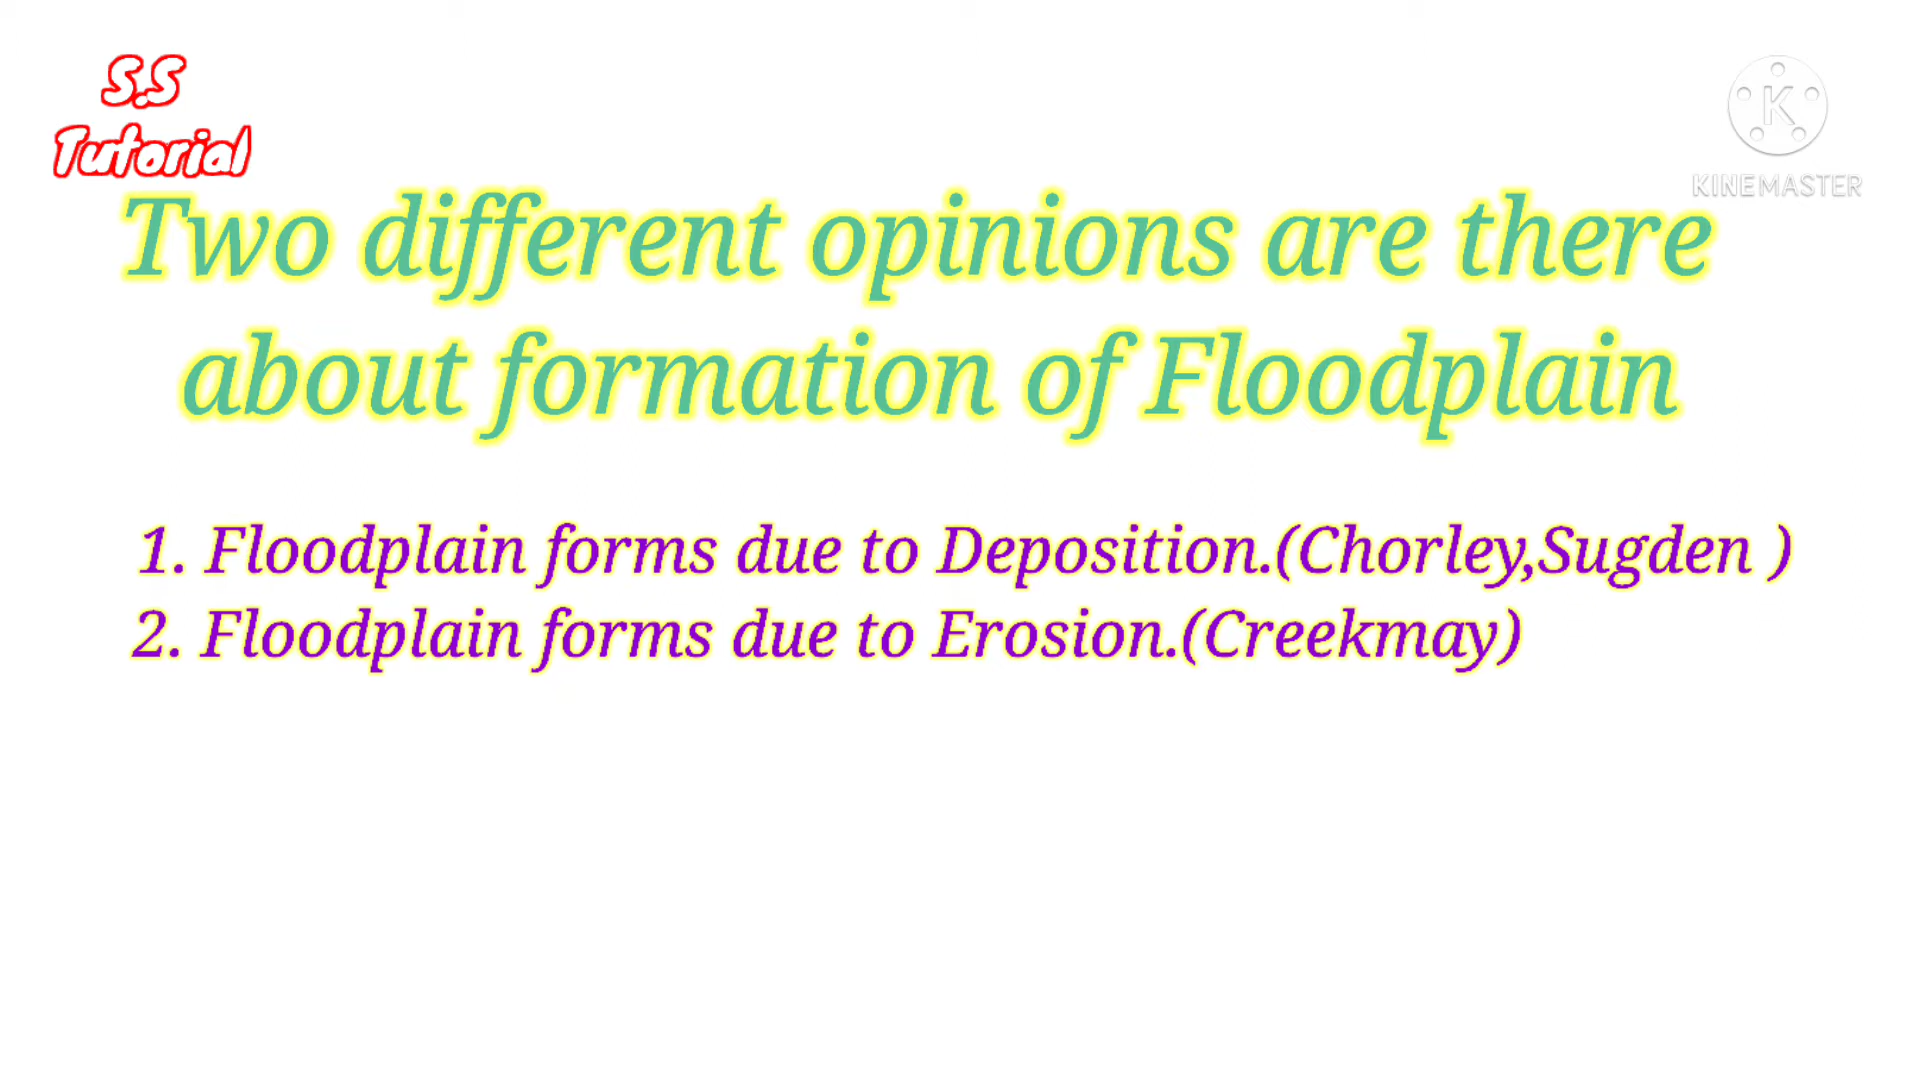 S.S
Tutorial
K
KINEMASTER
Two different opinions are there
about formation of Floodplain
1. Floodplain forms due to Deposition.(Chorley,Sugden )
2. Floodplain forms due to Erosion.(Creekmay)